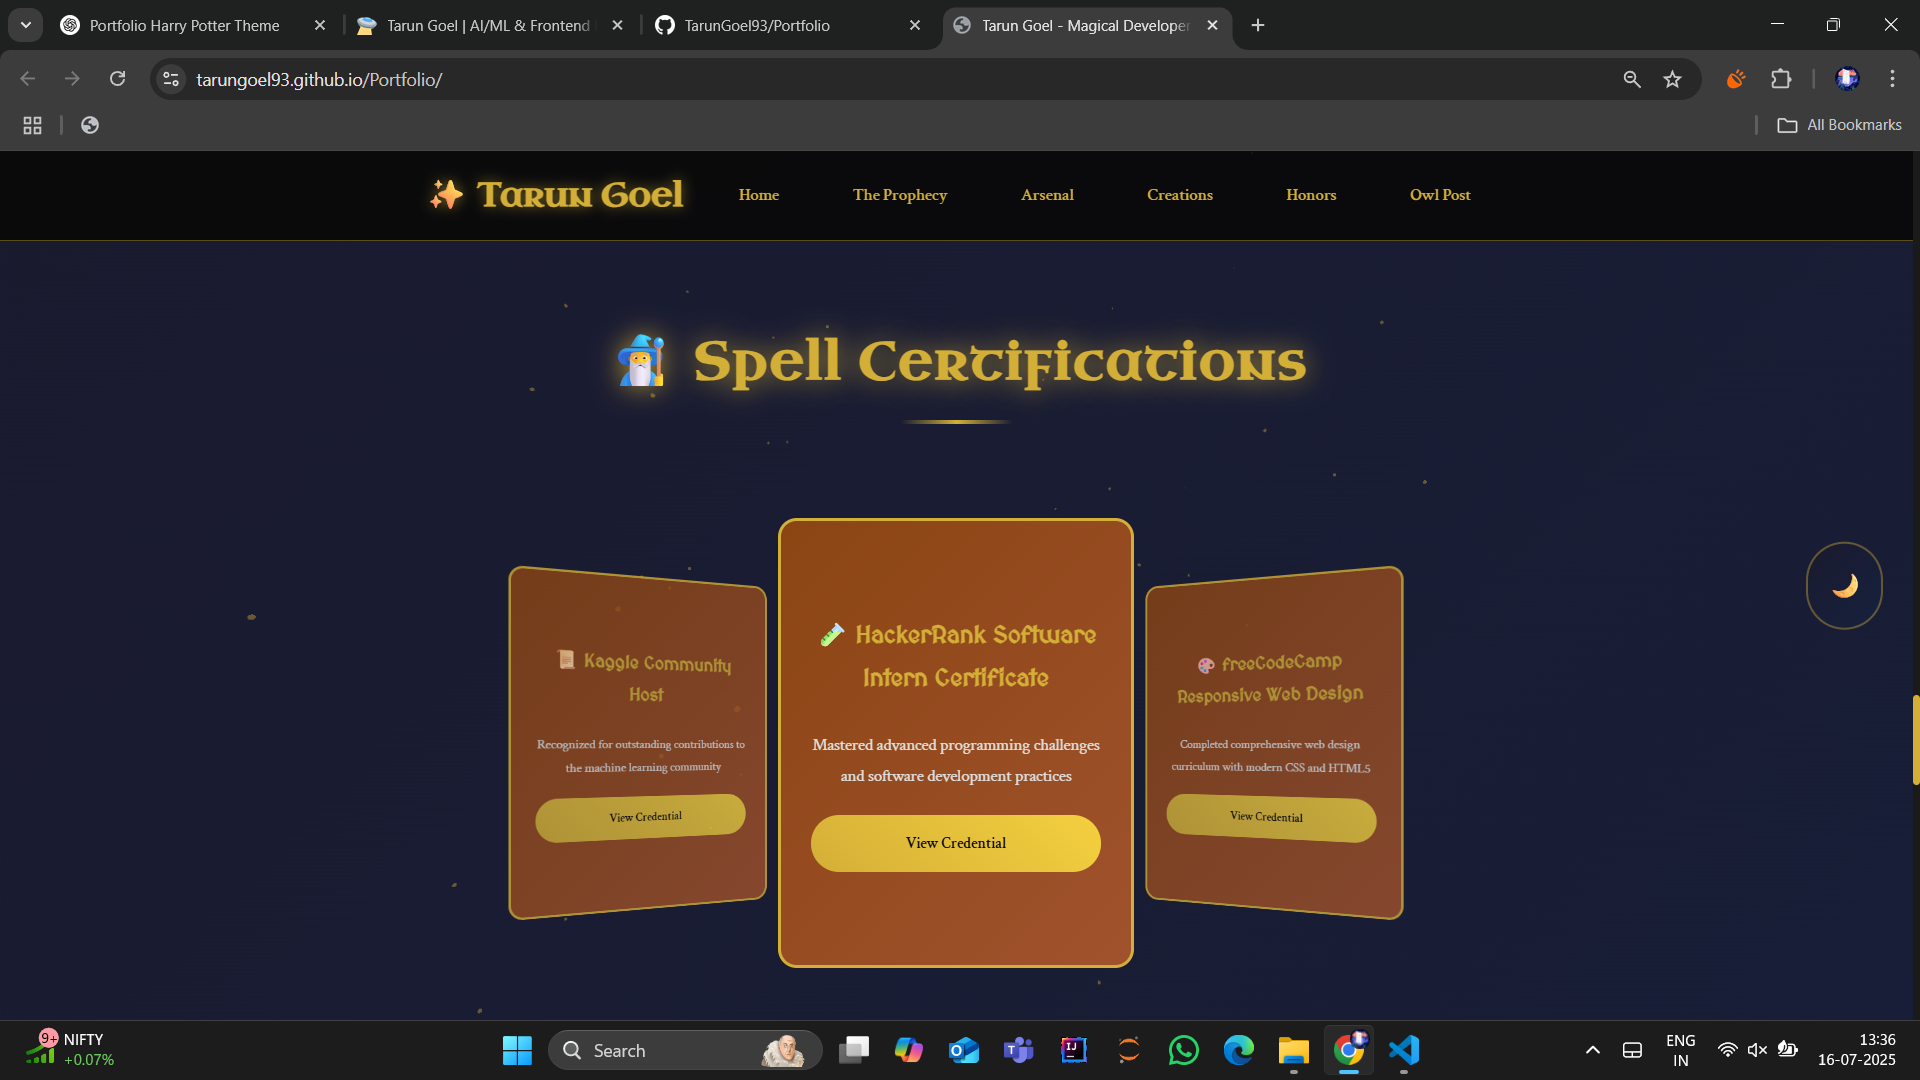 Portfolio Harry Potter Theme
Tarun Goel | AI/ML & Frontend
TarunGoel93/Portfolio
Tarun Goel - Magical Developer
tarungoel93.github.io/Portfolio/
All Bookmarks
✨ Tarun Goel
Home
The Prophecy
Arsenal
Creations
Honors
Owl Post
🧙‍♂️ Spell Certifications
📜 Kaggle Community
Host
Recognized for outstanding contributions to
the machine learning community
View Credential
🧪 HackerRank Software
Intern Certificate
Mastered advanced programming challenges
and software development practices
View Credential
🎨 freeCodeCamp
Responsive Web Design
Completed comprehensive web design
curriculum with modern CSS and HTML5
View Credential
9+
NIFTY
+0.07%
Search
ENG
IN
13:36
16-07-2025